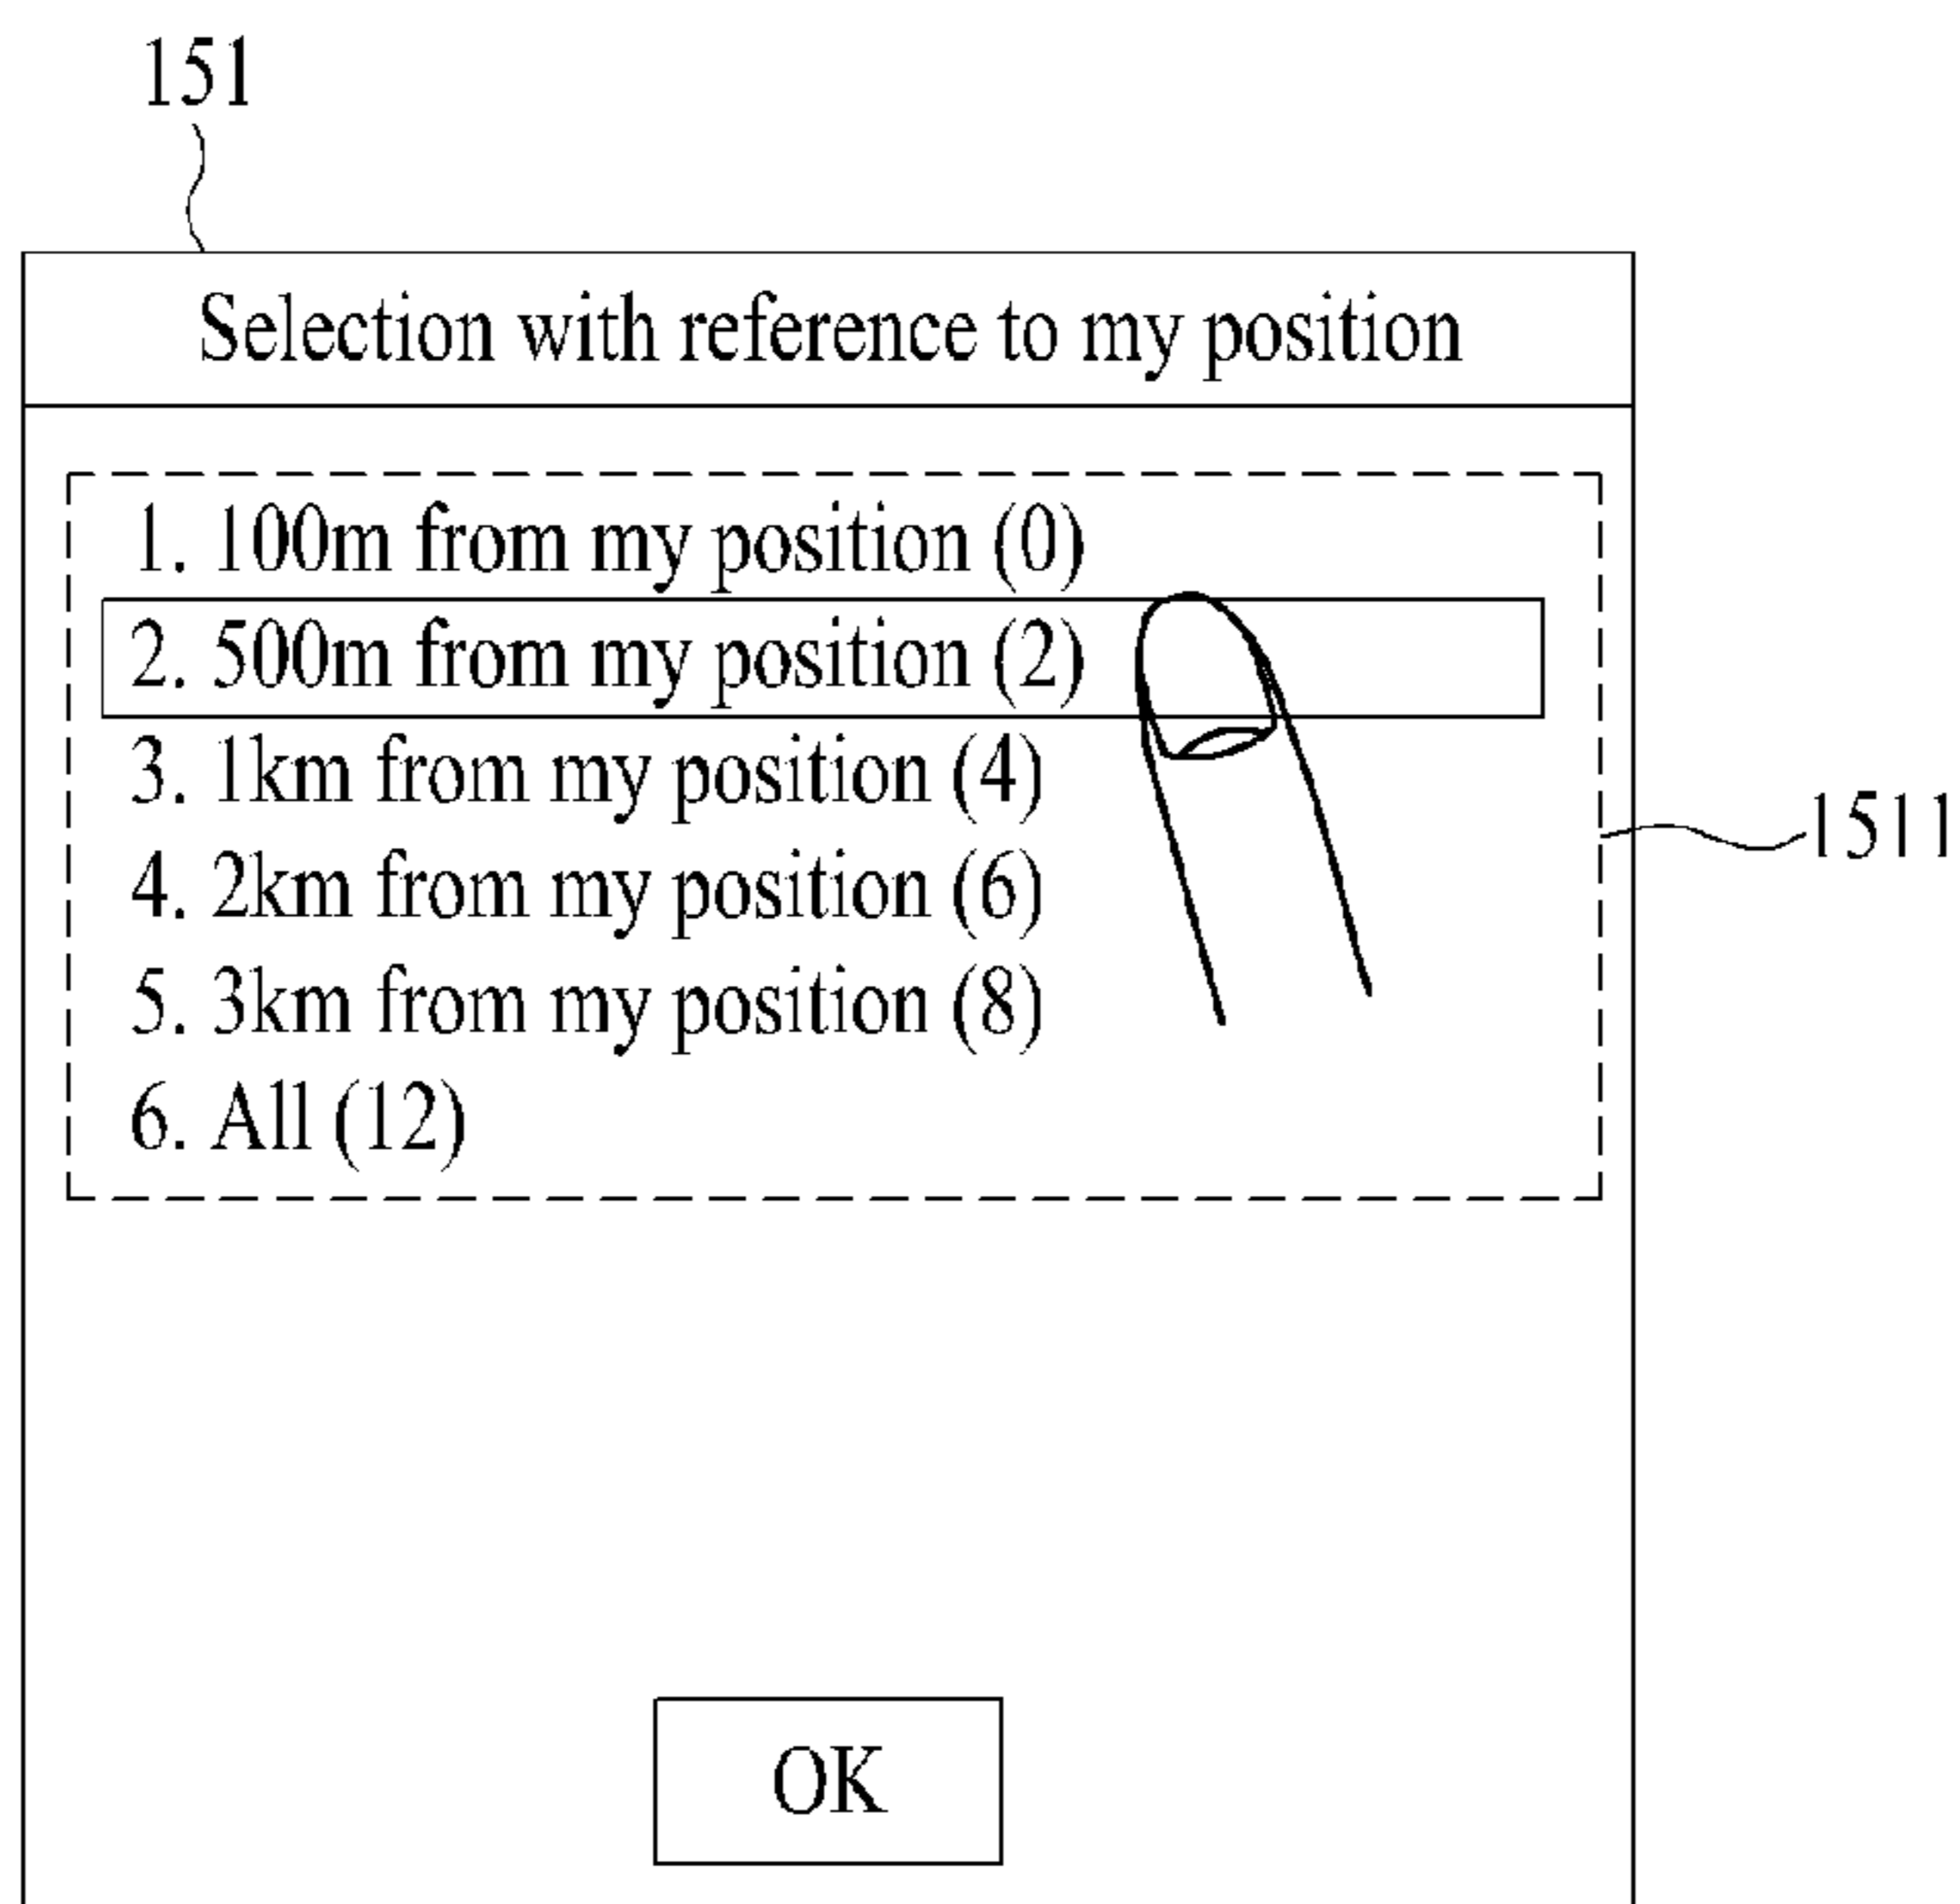 151
Selection with reference to my position
1. 100m from my position (0)
2. 500m from my position (2)
3. 1km from my position (4)
4. 2km from my position (6)
5. 3km from my position (8)
6. All (12)
1511
OK